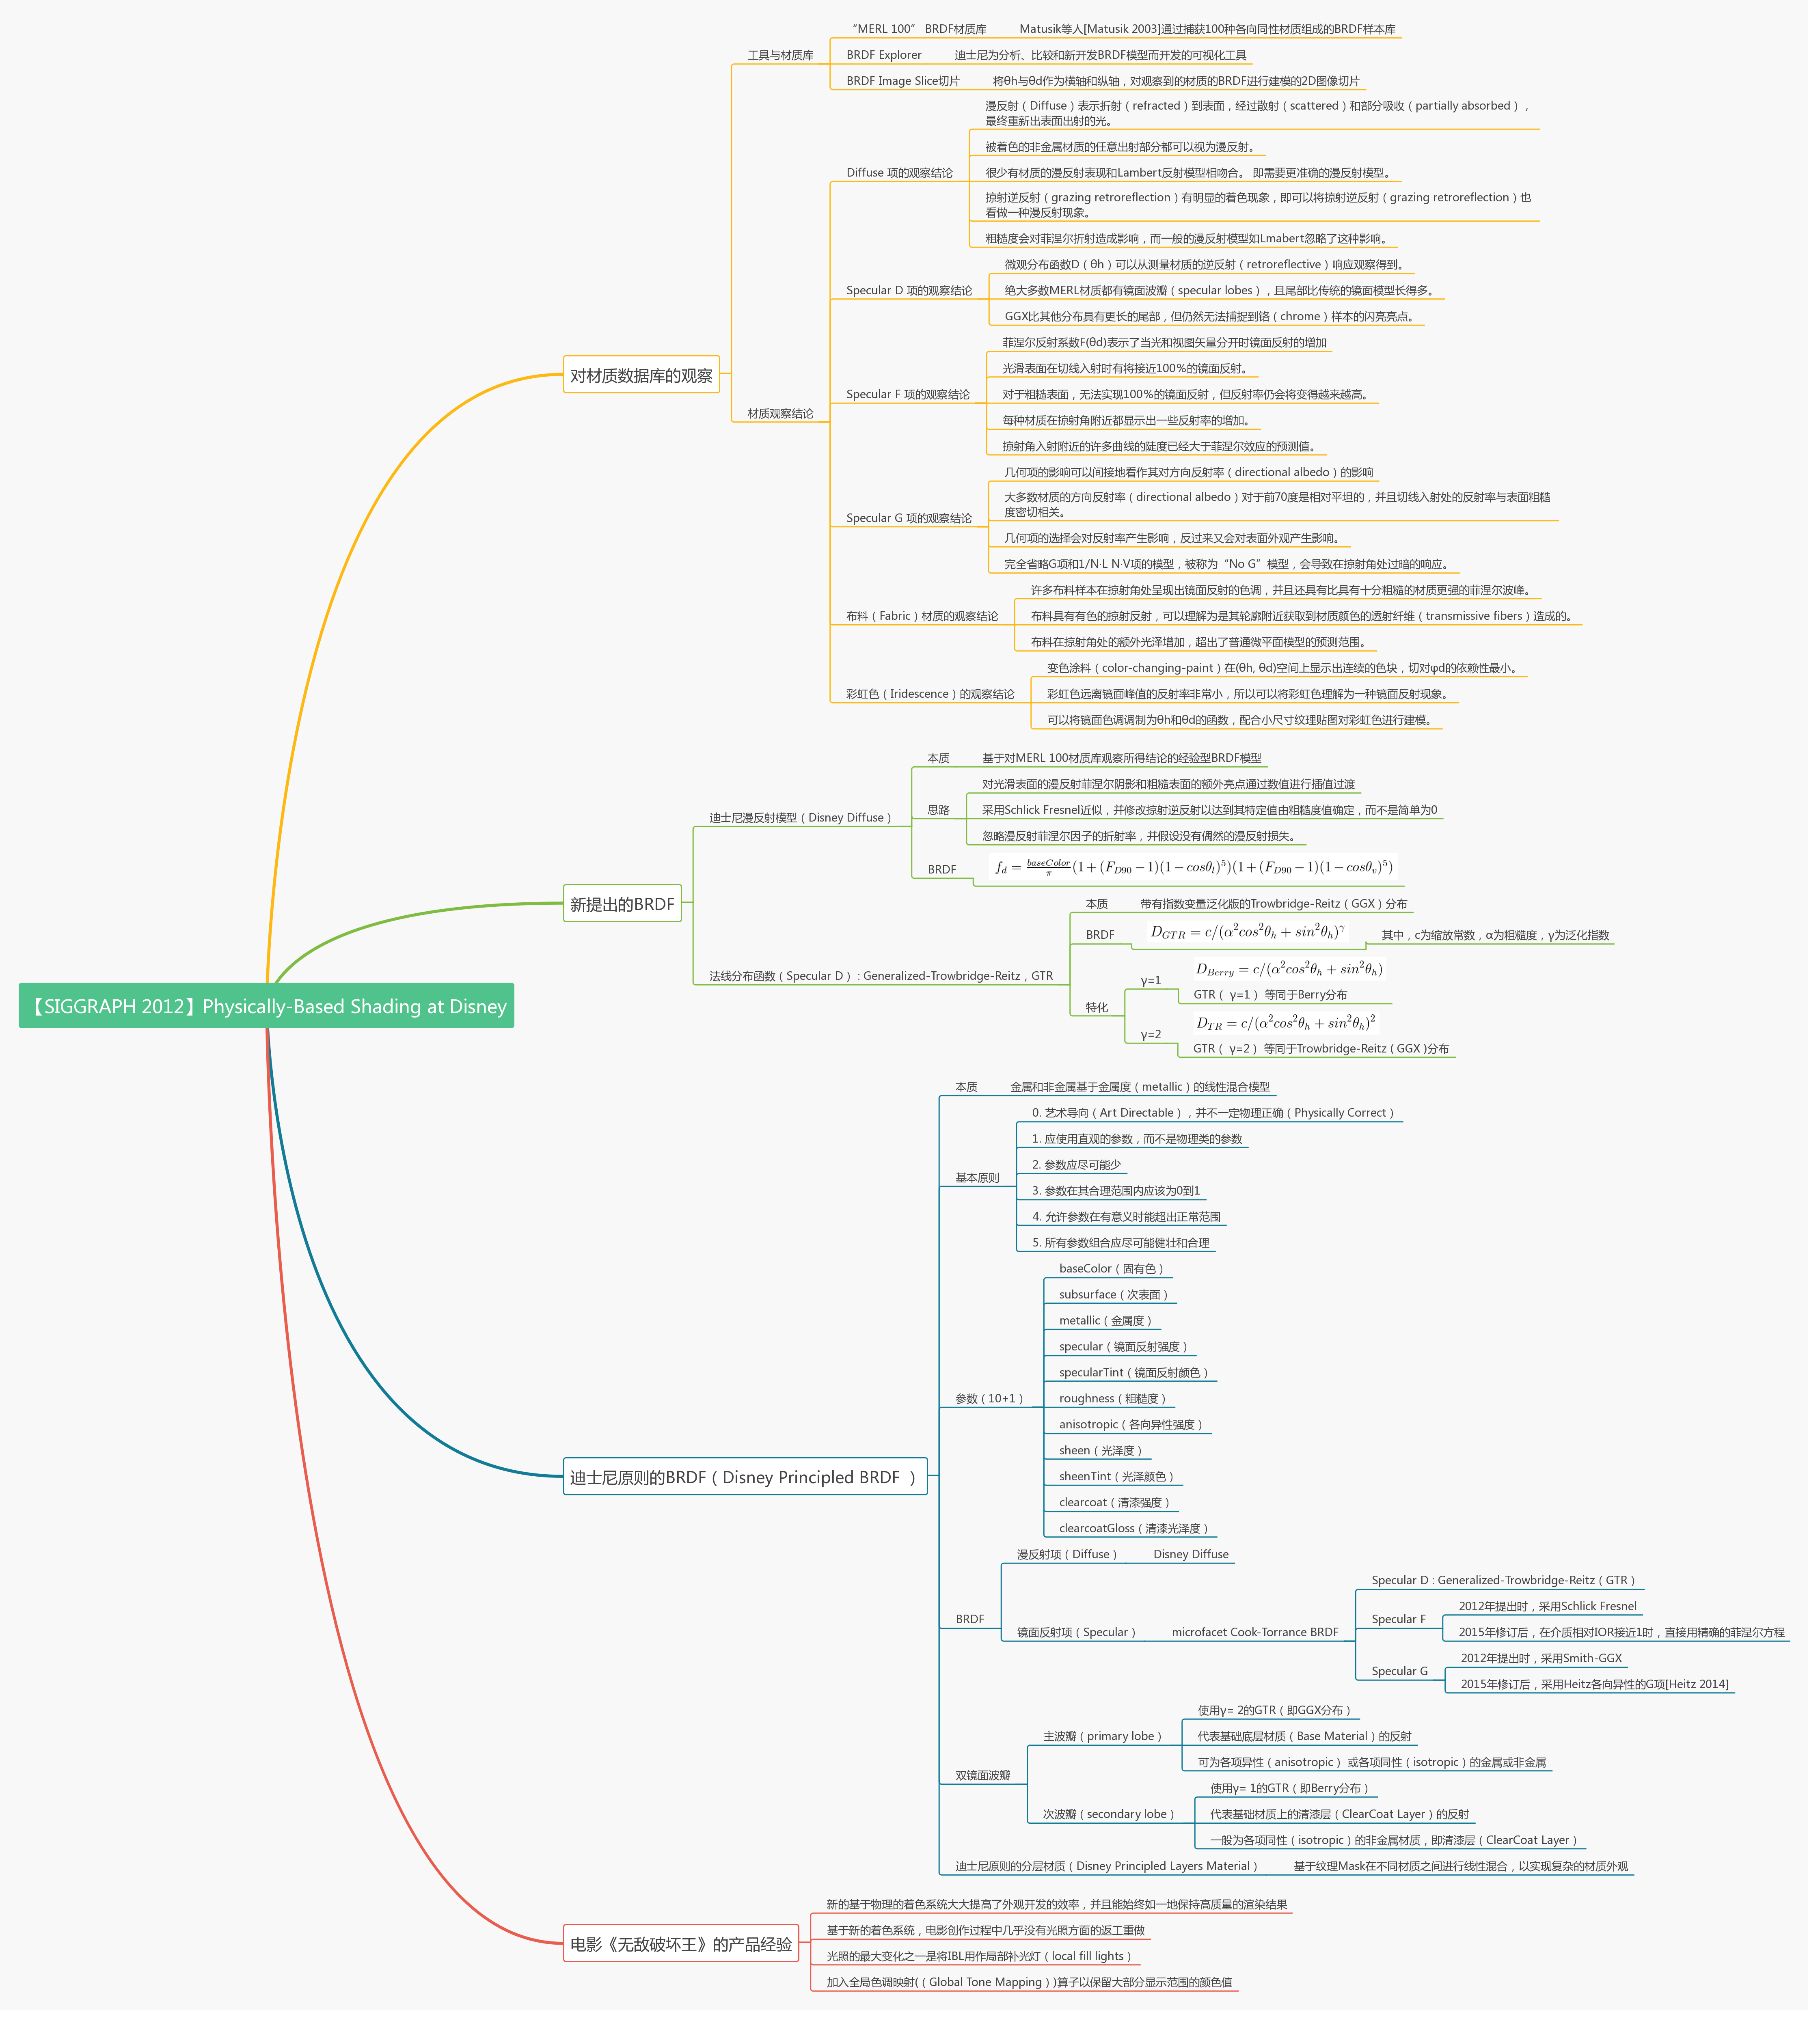 【SIGGRAPH 2012】Physically-Based Shading at Disney
对材质数据库的观察
工具与材质库
“MERL 100” BRDF材质库
Matusik等人[Matusik 2003]通过捕获100种各向同性材质组成的BRDF样本库
BRDF Explorer
迪士尼为分析、比较和新开发BRDF模型而开发的可视化工具
BRDF Image Slice切片
将θh与θd作为横轴和纵轴，对观察到的材质的BRDF进行建模的2D图像切片
材质观察结论
Diffuse 项的观察结论
漫反射（Diffuse）表示折射（refracted）到表面，经过散射（scattered）和部分吸收（partially absorbed），
最终重新出表面出射的光。
被着色的非金属材质的任意出射部分都可以视为漫反射。
很少有材质的漫反射表现和Lambert反射模型相吻合。 即需要更准确的漫反射模型。
掠射逆反射（grazing retroreflection）有明显的着色现象，即可以将掠射逆反射（grazing retroreflection）也
看做一种漫反射现象。
粗糙度会对菲涅尔折射造成影响，而一般的漫反射模型如Lmabert忽略了这种影响。
Specular D 项的观察结论
微观分布函数D（θh）可以从测量材质的逆反射（retroreflective）响应观察得到。
绝大多数MERL材质都有镜面波瓣（specular lobes），且尾部比传统的镜面模型长得多。
GGX比其他分布具有更长的尾部，但仍然无法捕捉到铬（chrome）样本的闪亮亮点。
Specular F 项的观察结论
菲涅尔反射系数F(θd)表示了当光和视图矢量分开时镜面反射的增加
光滑表面在切线入射时有将接近100％的镜面反射。
对于粗糙表面，无法实现100％的镜面反射，但反射率仍会将变得越来越高。
每种材质在掠射角附近都显示出一些反射率的增加。
掠射角入射附近的许多曲线的陡度已经大于菲涅尔效应的预测值。
Specular G 项的观察结论
几何项的影响可以间接地看作其对方向反射率（directional albedo）的影响
大多数材质的方向反射率（directional albedo）对于前70度是相对平坦的，并且切线入射处的反射率与表面粗糙
度密切相关。
几何项的选择会对反射率产生影响，反过来又会对表面外观产生影响。
完全省略G项和1/N·L N·V项的模型，被称为“No G”模型，会导致在掠射角处过暗的响应。
布料（Fabric）材质的观察结论
许多布料样本在掠射角处呈现出镜面反射的色调，并且还具有比具有十分粗糙的材质更强的菲涅尔波峰。
布料具有有色的掠射反射，可以理解为是其轮廓附近获取到材质颜色的透射纤维（transmissive fibers）造成的。
布料在掠射角处的额外光泽增加，超出了普通微平面模型的预测范围。
彩虹色（Iridescence）的观察结论
变色涂料（color-changing-paint）在(θh, θd)空间上显示出连续的色块，切对φd的依赖性最小。
彩虹色远离镜面峰值的反射率非常小，所以可以将彩虹色理解为一种镜面反射现象。
可以将镜面色调调制为θh和θd的函数，配合小尺寸纹理贴图对彩虹色进行建模。
新提出的BRDF
迪士尼漫反射模型（Disney Diffuse）
本质
基于对MERL 100材质库观察所得结论的经验型BRDF模型
思路
对光滑表面的漫反射菲涅尔阴影和粗糙表面的额外亮点通过数值进行插值过渡
采用Schlick Fresnel近似，并修改掠射逆反射以达到其特定值由粗糙度值确定，而不是简单为0
忽略漫反射菲涅尔因子的折射率，并假设没有偶然的漫反射损失。
BRDF
$f_d = \frac{baseColor}{\pi}(1+(F_{D90}-1)(1-cos\theta_l)^5)(1+(F_{D90}-1)(1-cos\theta_v)^5)$
法线分布函数（Specular D）：Generalized-Trowbridge-Reitz，GTR
本质
带有指数变量泛化版的Trowbridge-Reitz（GGX）分布
BRDF
$D_{GTR} = c/(\alpha^2cos^2\theta_h + sin^2\theta_h)^\gamma$
其中，c为缩放常数，α为粗糙度，γ为泛化指数
特化
γ=1
$D_{Berry} = c/(\alpha^2cos^2\theta_h + sin^2\theta_h)$
GTR（ γ=1） 等同于Berry分布
γ=2
$D_{TR} = c/(\alpha^2cos^2\theta_h + sin^2\theta_h)^2$
GTR（ γ=2） 等同于Trowbridge-Reitz ( GGX )分布
迪士尼原则的BRDF（Disney Principled BRDF ）
本质
金属和非金属基于金属度（metallic）的线性混合模型
基本原则
0. 艺术导向（Art Directable），并不一定物理正确（Physically Correct）
1. 应使用直观的参数，而不是物理类的参数
2. 参数应尽可能少
3. 参数在其合理范围内应该为0到1
4. 允许参数在有意义时能超出正常范围
5. 所有参数组合应尽可能健壮和合理
参数（10+1）
baseColor（固有色）
subsurface（次表面）
metallic（金属度）
specular（镜面反射强度）
specularTint（镜面反射颜色）
roughness（粗糙度）
anisotropic（各向异性强度）
sheen（光泽度）
sheenTint（光泽颜色）
clearcoat（清漆强度）
clearcoatGloss（清漆光泽度）
BRDF
漫反射项（Diffuse）
Disney Diffuse
镜面反射项（Specular）
microfacet Cook-Torrance BRDF
Specular D : Generalized-Trowbridge-Reitz（GTR）
Specular F
2012年提出时，采用Schlick Fresnel
2015年修订后，在介质相对IOR接近1时，直接用精确的菲涅尔方程
Specular G
2012年提出时，采用Smith-GGX
2015年修订后，采用Heitz各向异性的G项[Heitz 2014]
双镜面波瓣
主波瓣（primary lobe）
使用γ= 2的GTR（即GGX分布）
代表基础底层材质（Base Material）的反射
可为各项异性（anisotropic） 或各项同性（isotropic）的金属或非金属
次波瓣（secondary lobe）
使用γ= 1的GTR（即Berry分布）
代表基础材质上的清漆层（ClearCoat Layer）的反射
一般为各项同性（isotropic）的非金属材质，即清漆层（ClearCoat Layer）
迪士尼原则的分层材质（Disney Principled Layers Material）
基于纹理Mask在不同材质之间进行线性混合，以实现复杂的材质外观
电影《无敌破坏王》的产品经验
新的基于物理的着色系统大大提高了外观开发的效率，并且能始终如一地保持高质量的渲染结果
基于新的着色系统，电影创作过程中几乎没有光照方面的返工重做
光照的最大变化之一是将IBL用作局部补光灯（local fill lights）
加入全局色调映射(（Global Tone Mapping）)算子以保留大部分显示范围的颜色值